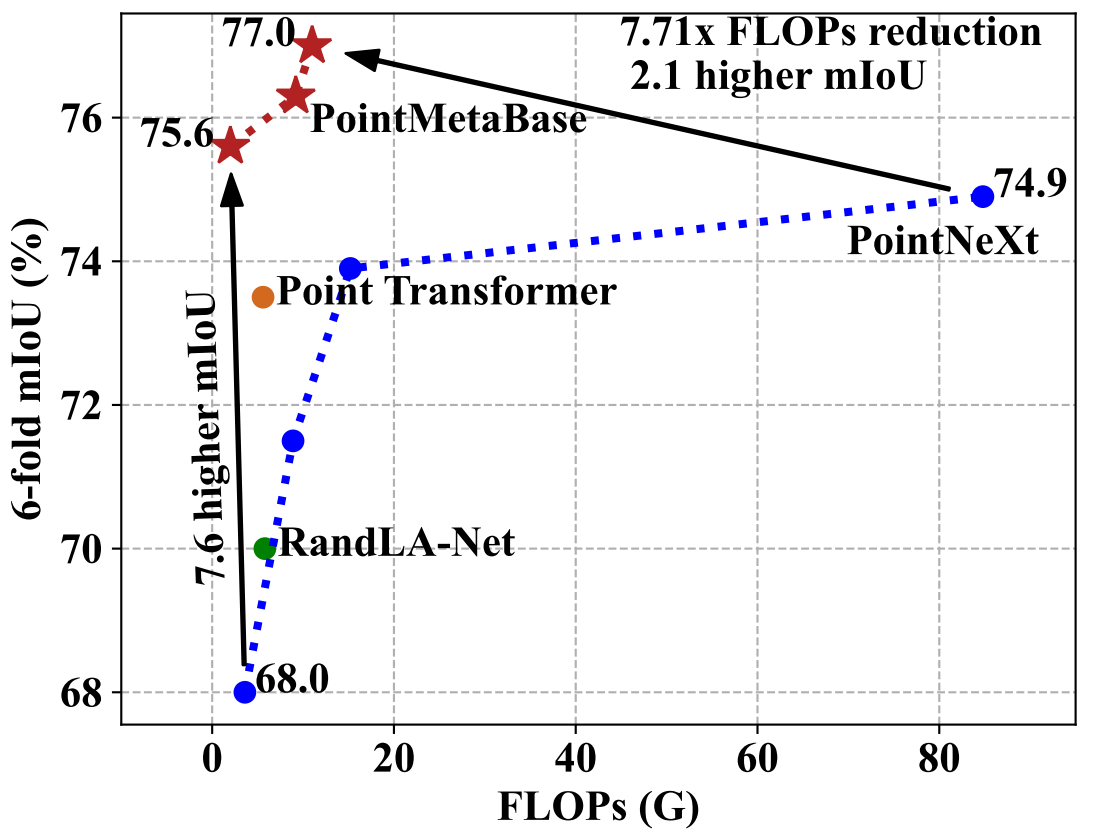 77.0
7.71x FLOPs reduction
2.1 higher mIoU
76
75.6
PointMetaBase
74.9
PointNeXt
74
Point Transformer
7.6 higher mIoU
6-fold mIoU (%)
72
70
RandLA-Net
68
68.0
0 20 40 60 80
FLOPs (G)